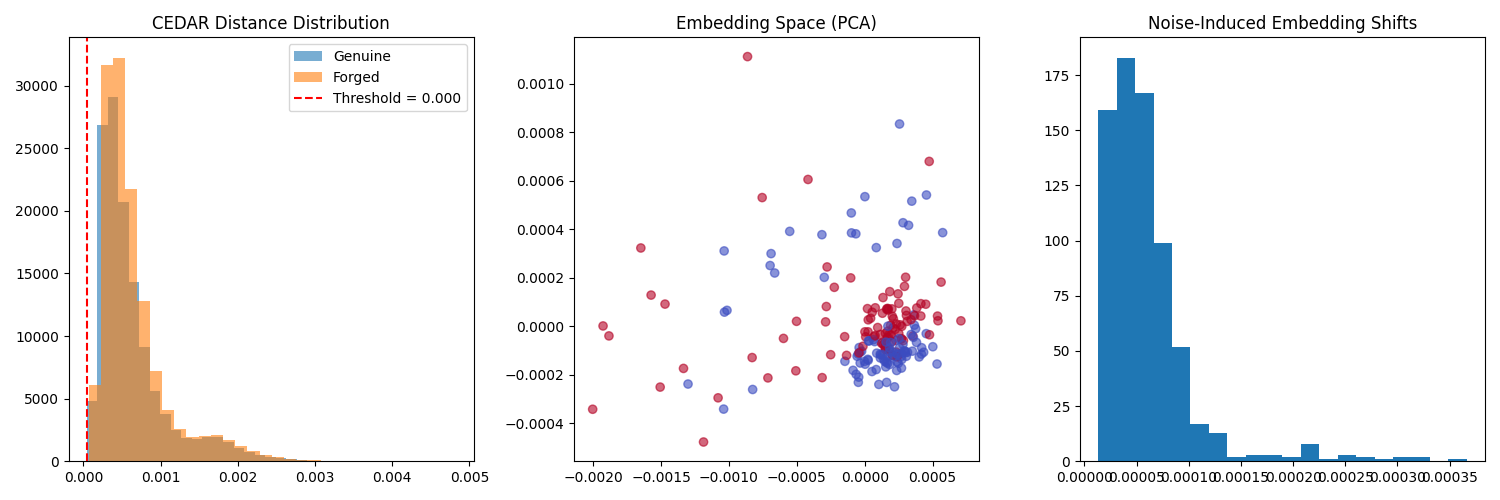 CEDAR Distance Distribution
Genuine
Forged
Threshold = 0.000
30000
25000
20000
15000
10000
5000
0
0.000 0.001 0.002 0.003 0.004 0.005
Embedding Space (PCA)
0.0010
0.0008
0.0006
0.0004
0.0002
0.0000
−0.0002
−0.0004
−0.0020 −0.0015 −0.0010 −0.0005 0.0000 0.0005
Noise-Induced Embedding Shifts
175
150
125
100
75
50
25
0
0.00000 0.00005 0.00010 0.00015 0.00020 0.00025 0.00030 0.00035